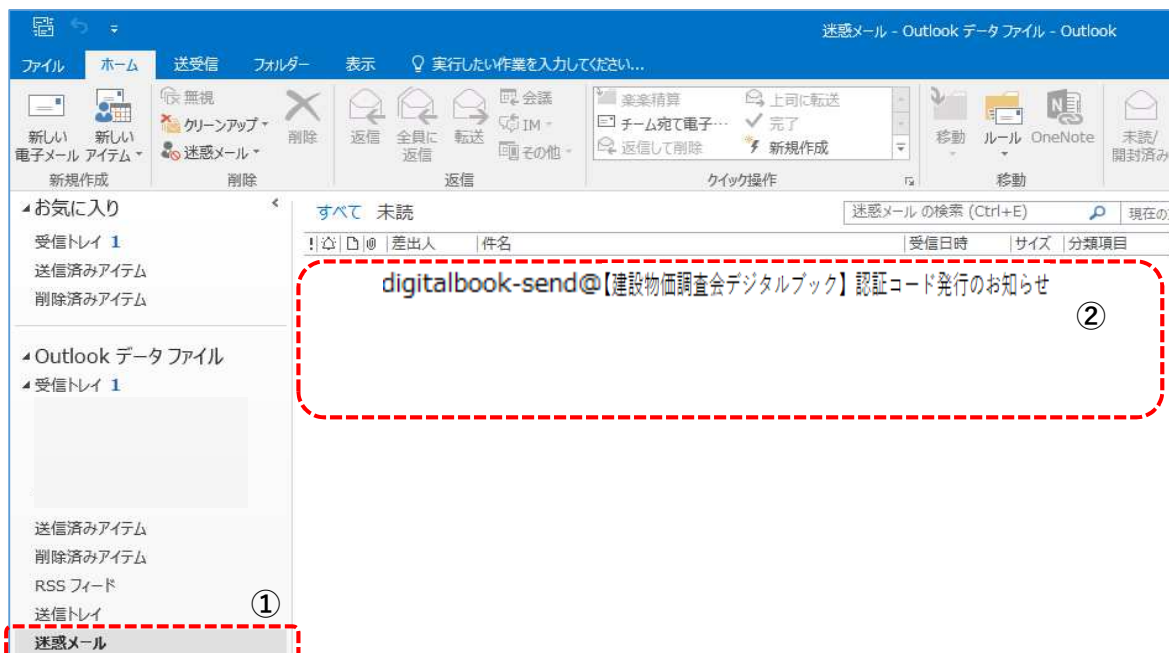 迷惑メール - Outlook データ ファイル - Outlook
ファイル ホーム 送受信 フォルダー 表示 実行したい作業を入力してください...
新しい
電子メール
新しい
アイテム
新規作成
無視
クリーンアップ
迷惑メール
削除
削除
返信
全員に
返信
転送
会議
IM
その他
返信
楽楽精算
チーム宛て電子…
返信して削除
上司に転送
完了
新規作成
クイック操作
移動
ルール
OneNote
移動
未読/
開封済み
お気に入り
受信トレイ 1
送信済みアイテム
削除済みアイテム
Outlook データ ファイル
受信トレイ 1
送信済みアイテム
削除済みアイテム
RSS フィード
送信トレイ
①
迷惑メール
すべて 未読
迷惑メール の検索 (Ctrl+E)
現在の
! 差出人 件名 受信日時 サイズ 分類項目
digitalbook-send@【建設物価調査会デジタルブック】認証コード発行のお知らせ
②